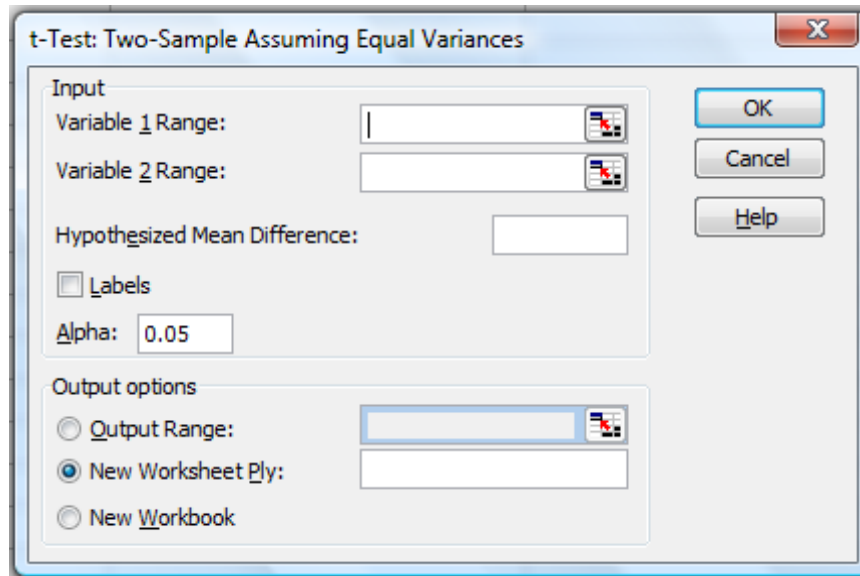 t-Test: Two-Sample Assuming Equal Variances
Input
Variable 1 Range:
Variable 2 Range:
Hypothesized Mean Difference:
Labels
Alpha: 0.05
OK
Cancel
Help
Output options
Output Range:
New Worksheet Ply:
New Workbook